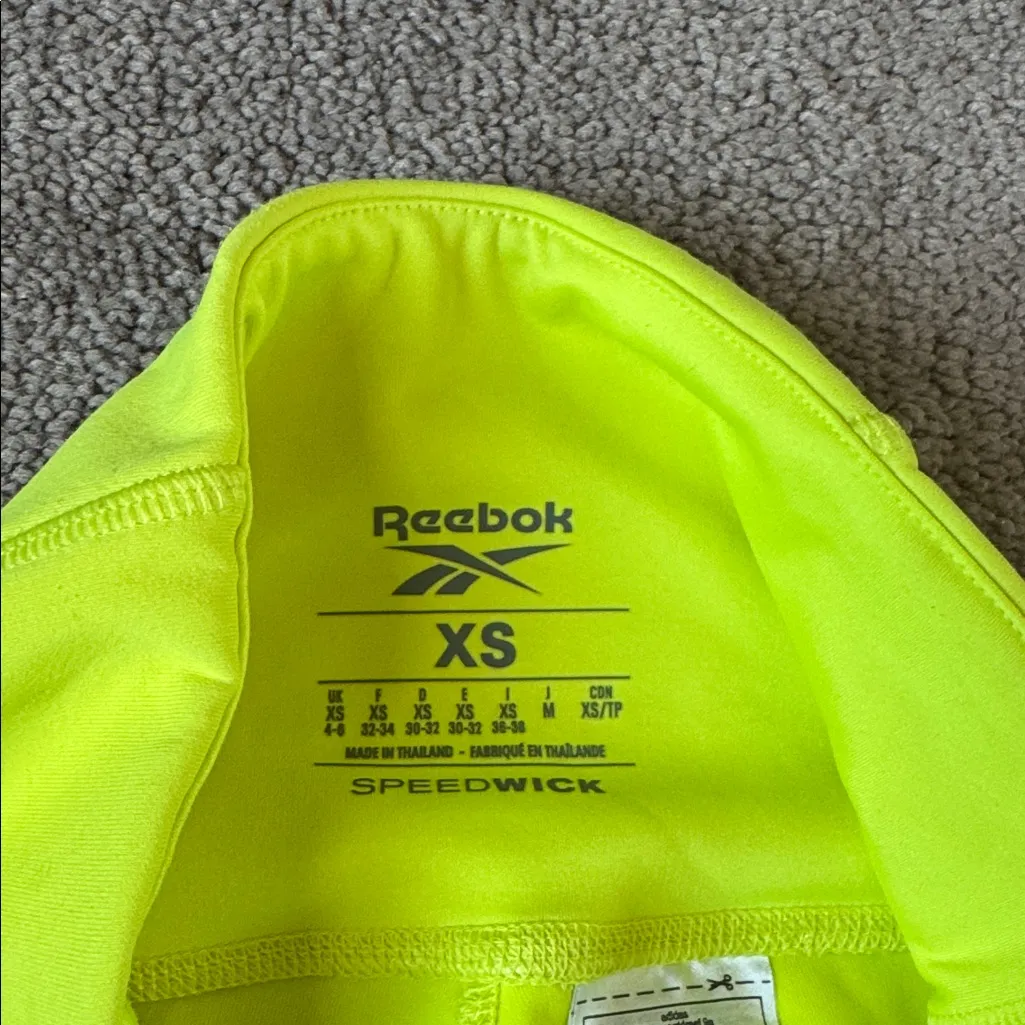 Reebok
XS
UK F D E I J CDN
XS XS XS XS XS M XS/TP
4-6 32-34 30-32 30-32 36-38
MADE IN THAILAND - FABRIQUÉ EN THAÏLANDE
SPEEDWICK
adidas